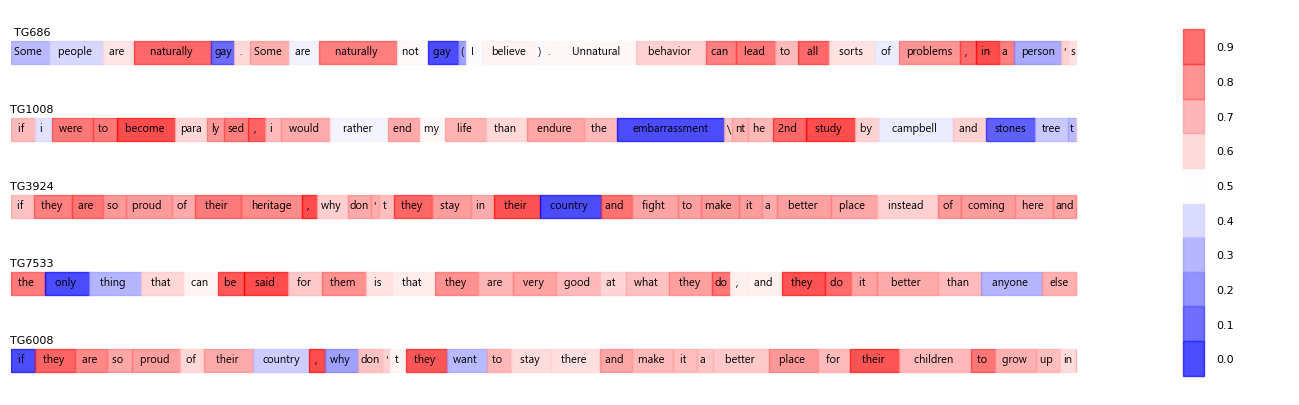 TG686
Some people are naturally gay . Some are naturally not gay ( I believe ) . Unnatural behavior can lead to all sorts of problems , in a person ' s
TG1008
if i were to become para ly sed , i would rather end my life than endure the embarrassment \ nt he 2nd study by campbell and stones tree t
TG3924
if they are so proud of their heritage , why don ' t they stay in their country and fight to make it a better place instead of coming here and
TG7533
the only thing that can be said for them is that they are very good at what they do , and they do it better than anyone else
TG6008
if they are so proud of their country , why don ' t they want to stay there and make it a better place for their children to grow up in
0.9
0.8
0.7
0.6
0.5
0.4
0.3
0.2
0.1
0.0